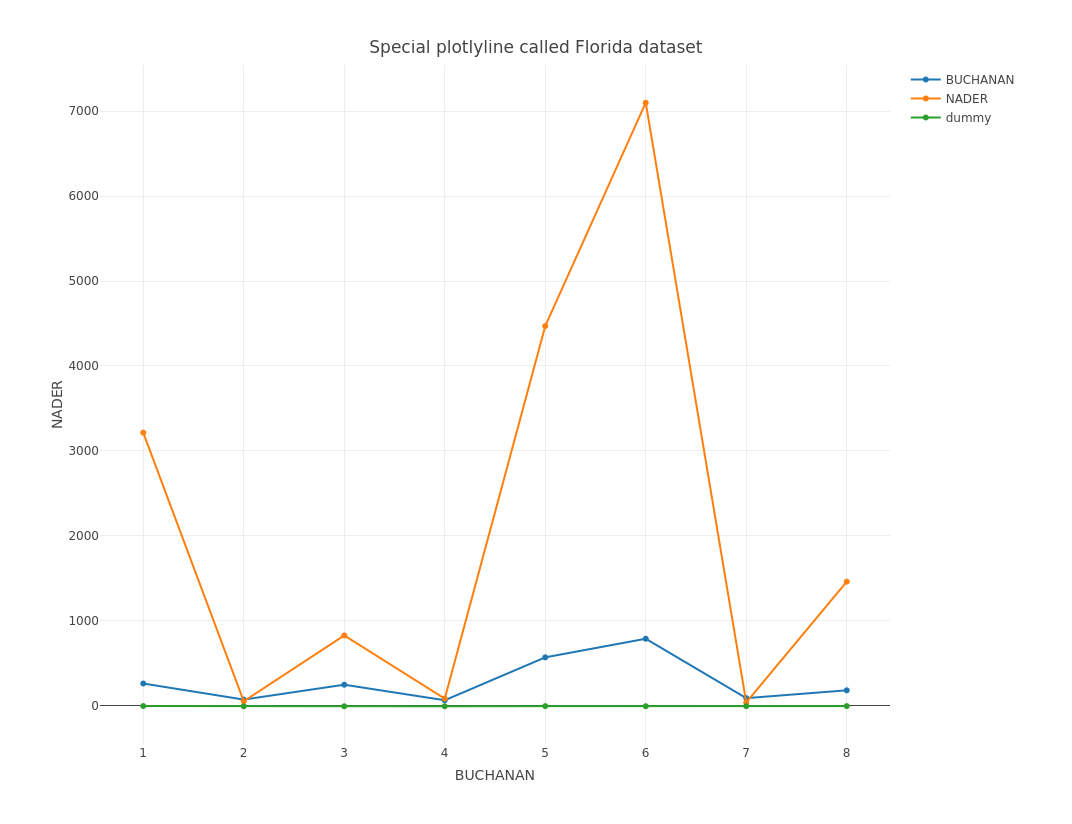 Special plotlyline called Florida dataset
BUCHANAN
NADER
dummy
7000
6000
5000
4000
3000
2000
1000
0
NADER
1 2 3 4 5 6 7 8
BUCHANAN